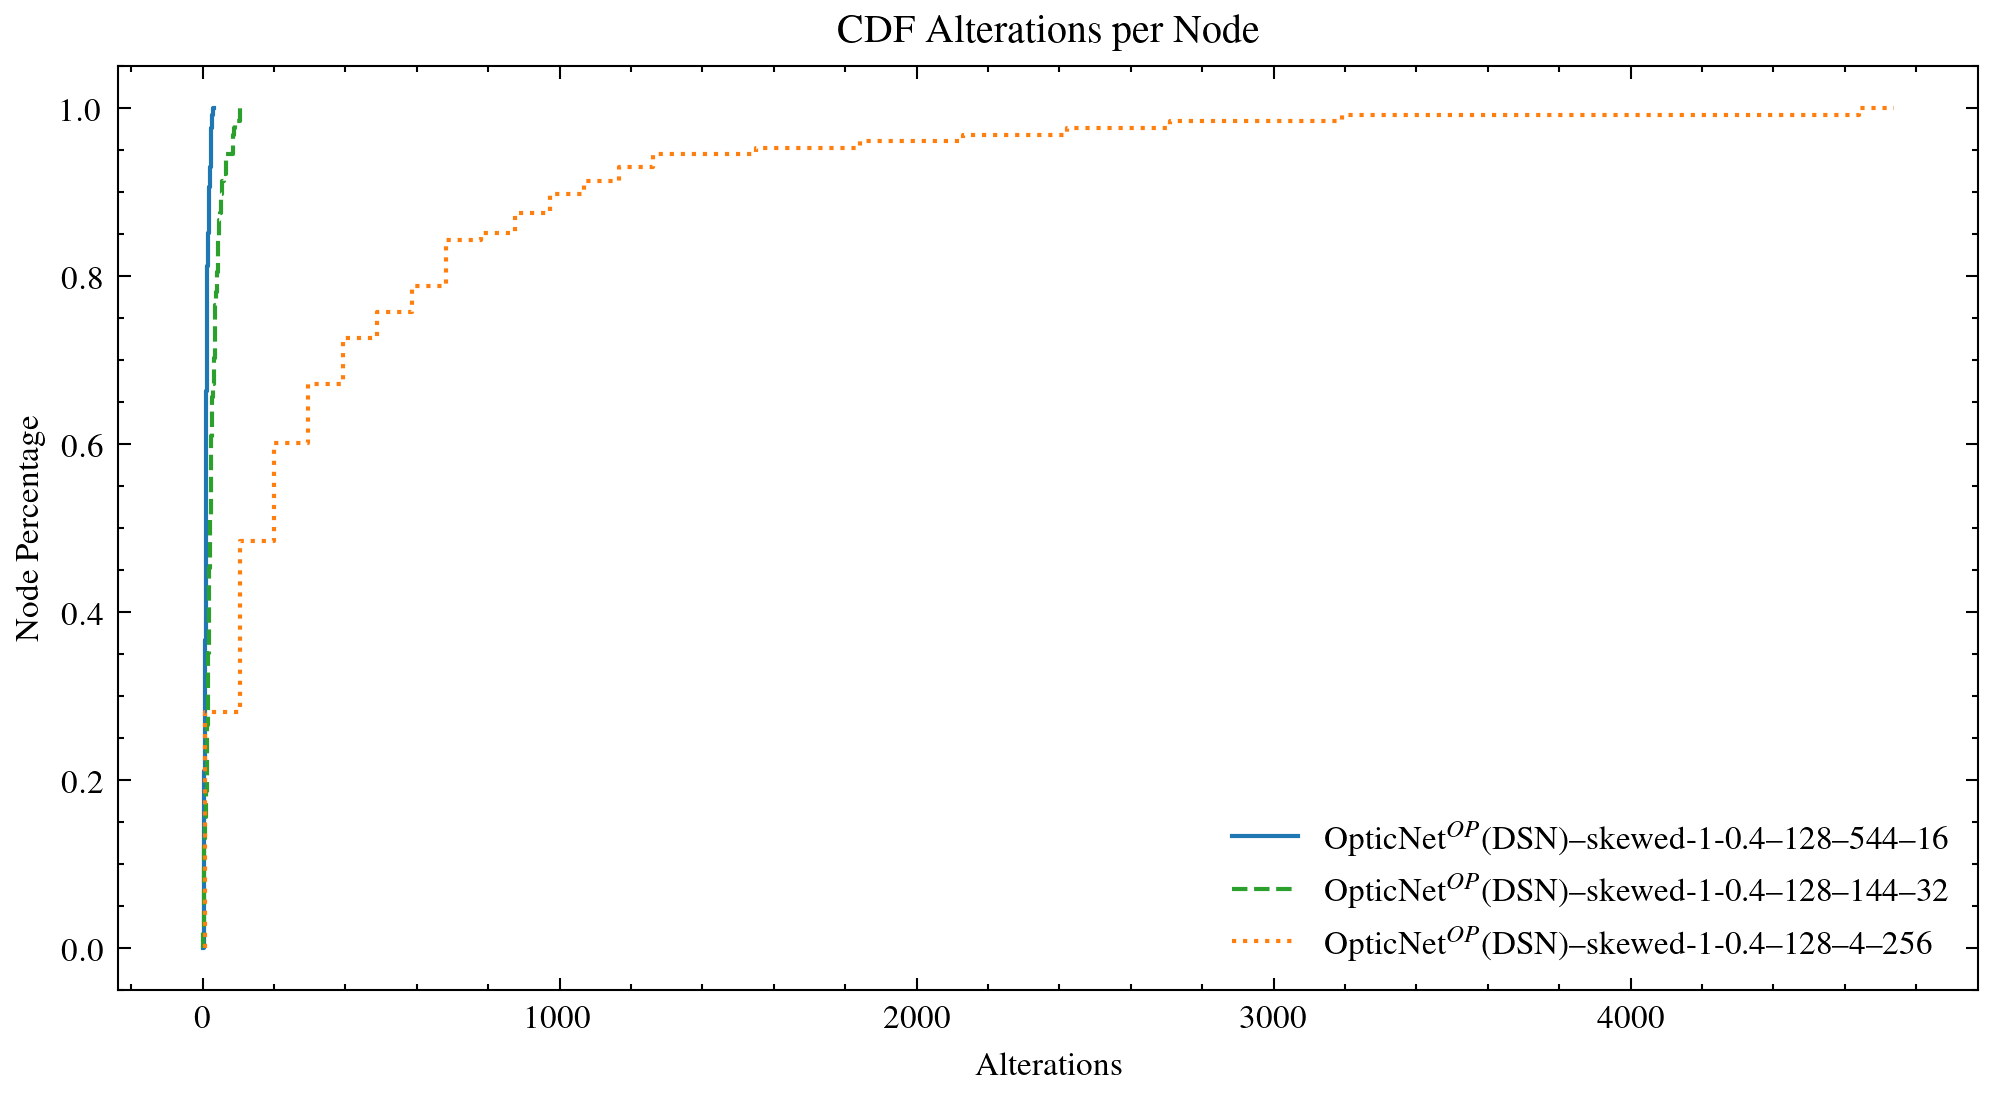 CDF Alterations per Node
1.0
0.8
0.6
0.4
0.2
0.0
Node Percentage
OpticNet^{OP}(DSN)–skewed-1-0.4–128–544–16
OpticNet^{OP}(DSN)–skewed-1-0.4–128–144–32
OpticNet^{OP}(DSN)–skewed-1-0.4–128–4–256
0 1000 2000 3000 4000
Alterations